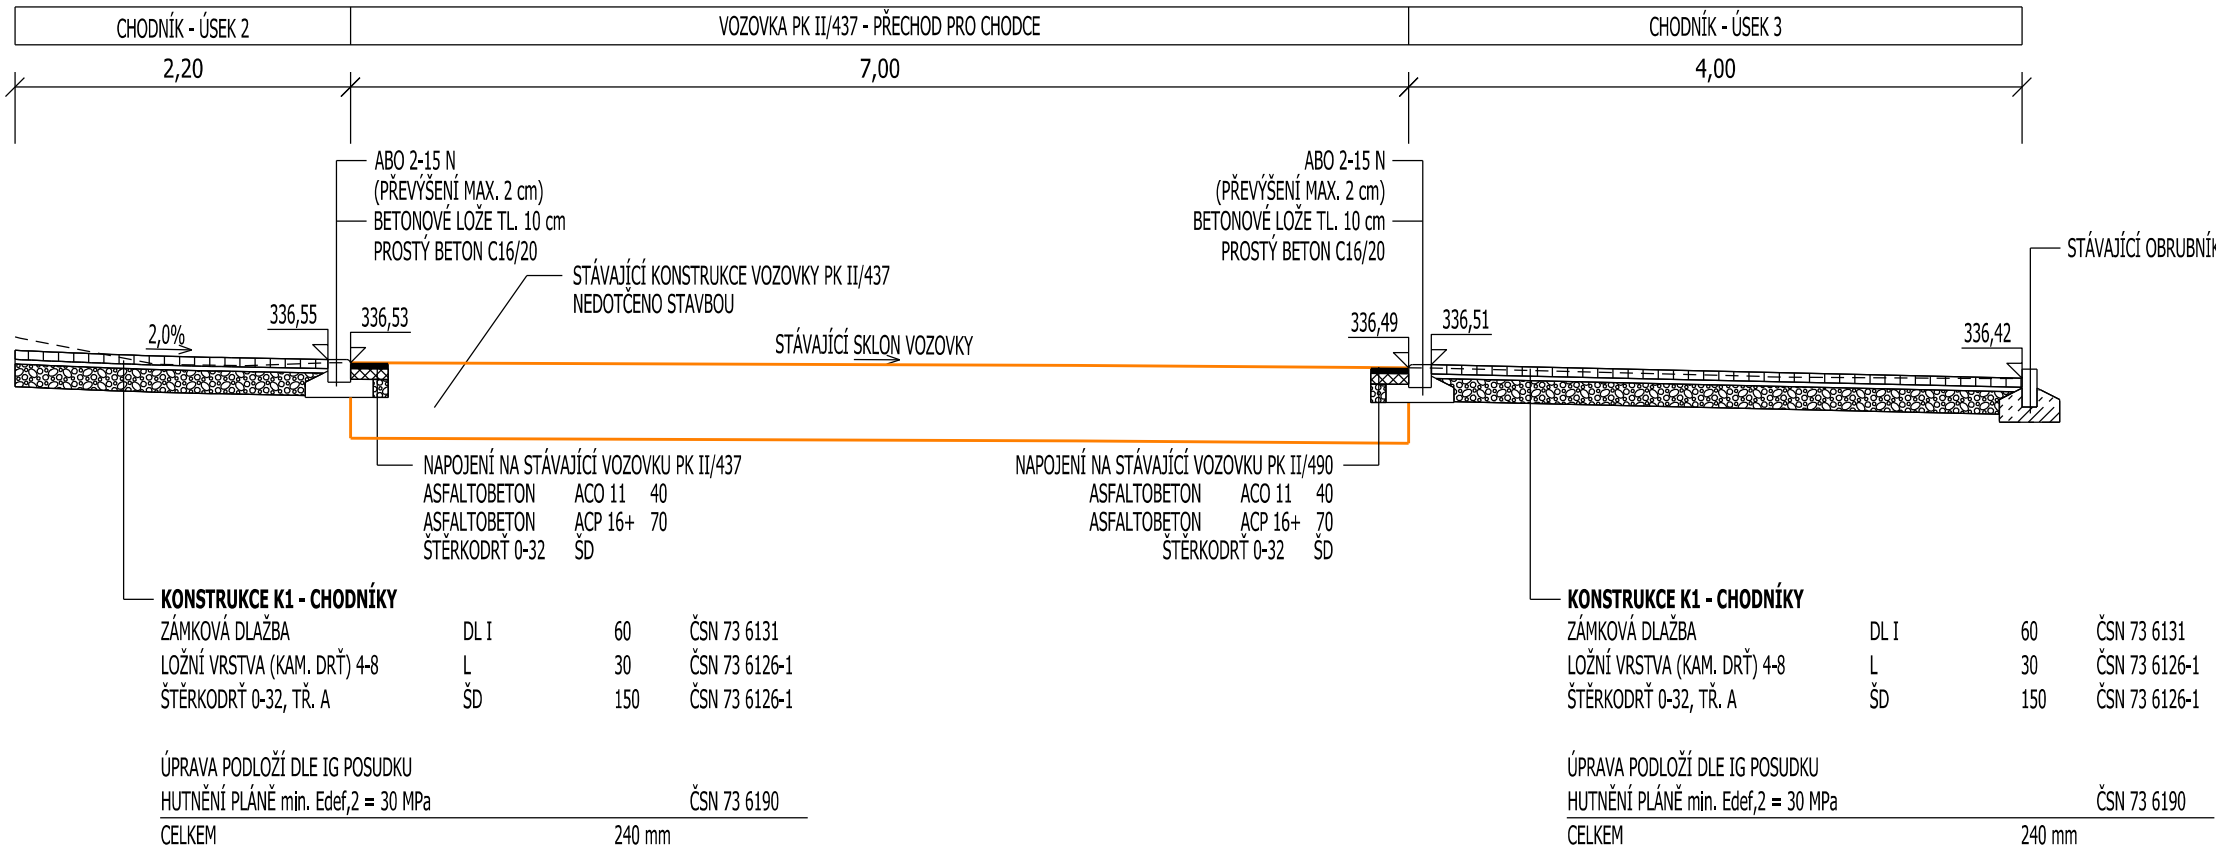 CHODNÍK - ÚSEK 2
VOZOVKA PK II/437 - PŘECHOD PRO CHODCE
CHODNÍK - ÚSEK 3
2,20
7,00
4,00
ABO 2-15 N
(PŘEVÝŠENÍ MAX. 2 cm)
BETONOVÉ LOŽE TL. 10 cm
PROSTÝ BETON C16/20
ABO 2-15 N
(PŘEVÝŠENÍ MAX. 2 cm)
BETONOVÉ LOŽE TL. 10 cm
PROSTÝ BETON C16/20
STÁVAJÍCÍ OBRUBNÍK
STÁVAJÍCÍ KONSTRUKCE VOZOVKY PK II/437
NEDOTČENO STAVBOU
2,0%
336,55
336,53
STÁVAJÍCÍ SKLON VOZOVKY
336,49
336,51
336,42
NAPOJENÍ NA STÁVAJÍCÍ VOZOVKU PK II/437
ASFALTOBETON ACO 11 40
ASFALTOBETON ACP 16+ 70
ŠTĚRKODRŤ 0-32 ŠD
NAPOJENÍ NA STÁVAJÍCÍ VOZOVKU PK II/490
ASFALTOBETON ACO 11 40
ASFALTOBETON ACP 16+ 70
ŠTĚRKODRŤ 0-32 ŠD
KONSTRUKCE K1 - CHODNÍKY
ZÁMKOVÁ DLAŽBA DL I 60 ČSN 73 6131
LOŽNÍ VRSTVA (KAM. DRŤ) 4-8 L 30 ČSN 73 6126-1
ŠTĚRKODRŤ 0-32, TŘ. A ŠD 150 ČSN 73 6126-1
ÚPRAVA PODLOŽÍ DLE IG POSUDKU
HUTNĚNÍ PLÁNĚ min. Edef,2 = 30 MPa ČSN 73 6190
CELKEM 240 mm
KONSTRUKCE K1 - CHODNÍKY
ZÁMKOVÁ DLAŽBA DL I 60 ČSN 73 6131
LOŽNÍ VRSTVA (KAM. DRŤ) 4-8 L 30 ČSN 73 6126-1
ŠTĚRKODRŤ 0-32, TŘ. A ŠD 150 ČSN 73 6126-1
ÚPRAVA PODLOŽÍ DLE IG POSUDKU
HUTNĚNÍ PLÁNĚ min. Edef,2 = 30 MPa ČSN 73 6190
CELKEM 240 mm